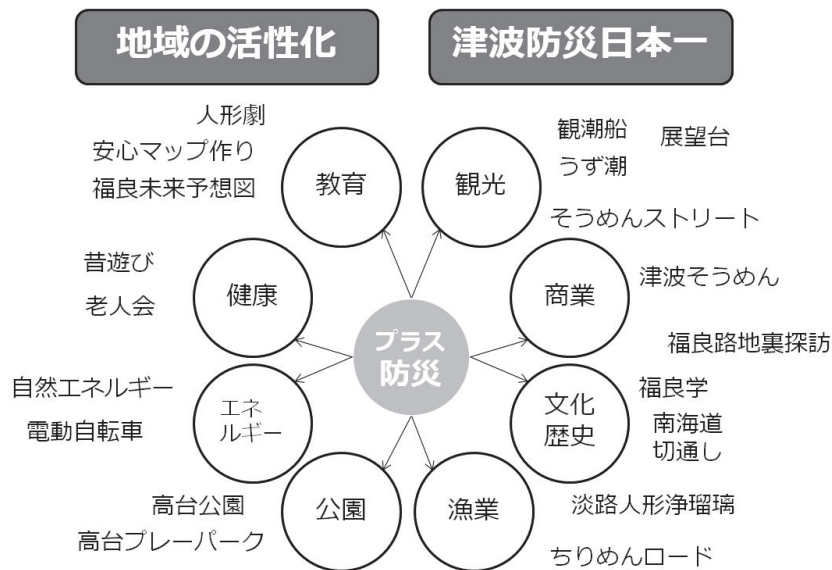 地域の活性化
津波防災日本一
人形劇
安心マップ作り
福良未来予想図
教育
観光
観潮船
展望台
うず潮
そうめんストリート
昔遊び
老人会
健康
商業
津波そうめん
プラス
防災
福良路地裏探訪
自然エネルギー
電動自転車
エネ
ルギー
文化
歴史
福良学
南海道
切通し
高台公園
高台プレーパーク
公園
漁業
淡路人形浄瑠璃
ちりめんロード